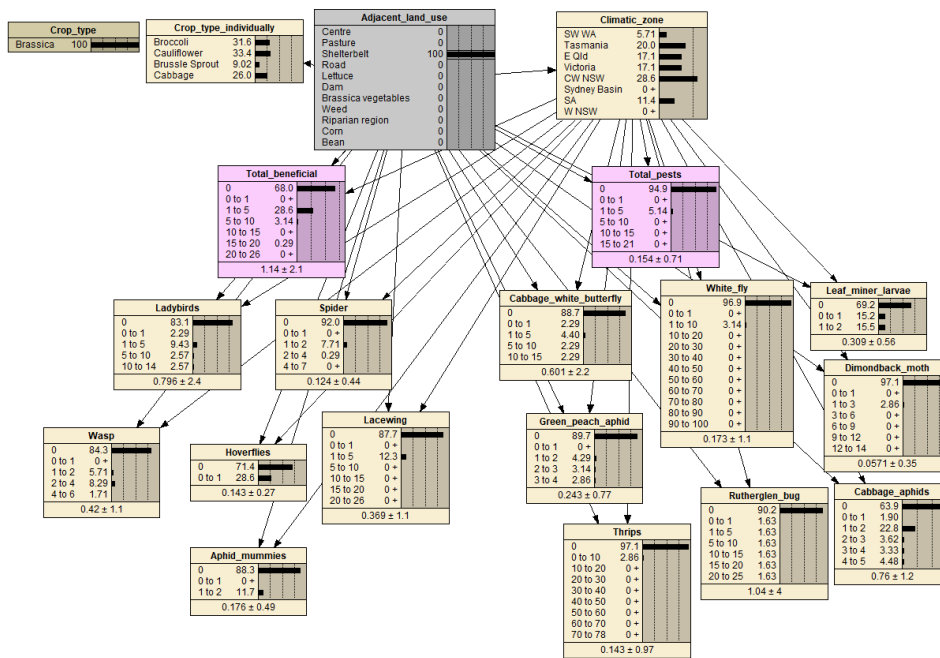 Crop_type
Brassica 100
Crop_type_individually
Broccoli 31.6
Cauliflower 33.4
Brussle Sprout 9.02
Cabbage 26.0
Adjacent_land_use
Centre 0
Pasture 0
Shelterbelt 100
Road 0
Lettuce 0
Dam 0
Brassica vegetables 0
Weed 0
Riparian region 0
Corn 0
Bean 0
Climatic_zone
SW WA 5.71
Tasmania 20.0
E Qld 17.1
Victoria 17.1
CW NSW 28.6
Sydney Basin 0 +
SA 11.4
W NSW 0 +
Total_beneficial
0 68.0
0 to 1 0 +
1 to 5 28.6
5 to 10 3.14
10 to 15 0 +
15 to 20 0.29
20 to 26 0 +
1.14 ± 2.1
Total_pests
0 94.9
0 to 1 0 +
1 to 5 5.14
5 to 10 0 +
10 to 15 0 +
15 to 21 0 +
0.154 ± 0.71
Ladybirds
0 83.1
0 to 1 2.29
1 to 5 9.43
5 to 10 2.57
10 to 14 2.57
0.796 ± 2.4
Spider
0 92.0
0 to 1 0 +
1 to 2 7.71
2 to 4 0.29
4 to 7 0 +
0.124 ± 0.44
Cabbage_white_butterfly
0 88.7
0 to 1 2.29
1 to 5 4.40
5 to 10 2.29
10 to 15 2.29
0.601 ± 2.2
White_fly
0 96.9
0 to 1 0 +
1 to 10 3.14
10 to 20 0 +
20 to 30 0 +
30 to 40 0 +
40 to 50 0 +
50 to 60 0 +
60 to 70 0 +
70 to 80 0 +
80 to 90 0 +
90 to 100 0 +
0.173 ± 1.1
Leaf_miner_larvae
0 69.2
0 to 1 15.2
1 to 2 15.5
0.309 ± 0.56
Dimondback_moth
0 97.1
0 to 1 0 +
1 to 3 2.86
3 to 6 0 +
6 to 9 0 +
9 to 12 0 +
12 to 14 0 +
0.0571 ± 0.35
Wasp
0 84.3
0 to 1 0 +
1 to 2 5.71
2 to 4 8.29
4 to 6 1.71
0.42 ± 1.1
Hoverflies
0 71.4
0 to 1 28.6
0.143 ± 0.27
Lacewing
0 87.7
0 to 1 0 +
1 to 5 12.3
5 to 10 0 +
10 to 15 0 +
15 to 20 0 +
20 to 26 0 +
0.369 ± 1.1
Green_peach_aphid
0 89.7
0 to 1 0 +
1 to 2 4.29
2 to 3 3.14
3 to 4 2.86
0.243 ± 0.77
Rutherglen_bug
0 90.2
0 to 1 1.63
1 to 5 1.63
5 to 10 1.63
10 to 15 1.63
15 to 20 1.63
20 to 25 1.63
1.04 ± 4
Cabbage_aphids
0 63.9
0 to 1 1.90
1 to 2 22.8
2 to 3 3.62
3 to 4 3.33
4 to 5 4.48
0.76 ± 1.2
Aphid_mummies
0 88.3
0 to 1 0 +
1 to 2 11.7
0.176 ± 0.49
Thrips
0 97.1
0 to 10 2.86
10 to 20 0 +
20 to 30 0 +
30 to 40 0 +
40 to 50 0 +
50 to 60 0 +
60 to 70 0 +
70 to 78 0 +
0.143 ± 0.97